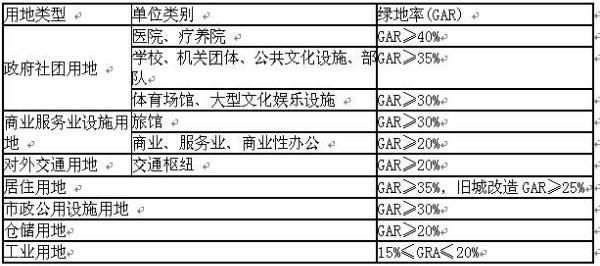 用地类型 单位类别 绿地率(GAR)
政府社团用地 医院、疗养院 GAR≥40%
学校、机关团体、公共文化设施、部队 GAR≥35%
体育场馆、大型文化娱乐设施 GAR≥30%
商业服务业设施用地 旅馆 GAR≥30%
商业、服务业、商业性办公 GAR≥20%
对外交通用地 交通枢纽 GAR≥20%
居住用地 GAR≥35%，旧城改造 GAR≥25%
市政公用设施用地 GAR≥30%
仓储用地 GAR≥20%
工业用地 15%≤GRA≤20%